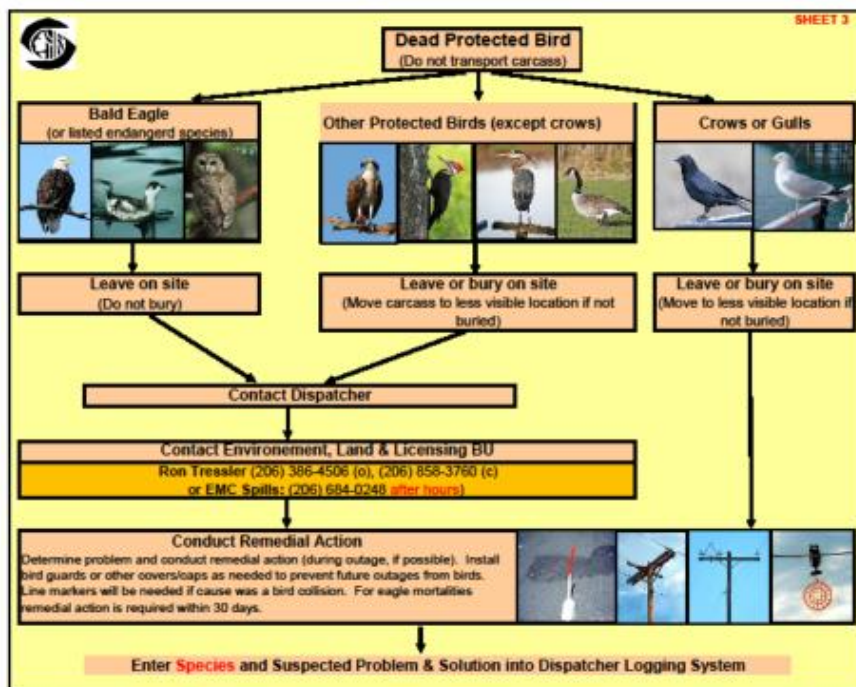 SHEET 3
Dead Protected Bird
(Do not transport carcass)
Bald Eagle
(or listed endangerd species)
Other Protected Birds (except crows)
Crows or Gulls
Leave on site
(Do not bury)
Leave or bury on site
(Move carcass to less visible location if not
buried)
Leave or bury on site
(Move to less visible location if
not buried)
Contact Dispatcher
Contact Environement, Land & Licensing BU
Ron Tressler (206) 386-4506 (o), (206) 858-3760 (c)
or EMC Spills: (206) 684-0248 after hours)
Conduct Remedial Action
Determine problem and conduct remedial action (during outage, if possible). Install
bird guards or other covers/caps as needed to prevent future outages from birds.
Line markers will be needed if cause was a bird collision. For eagle mortalities
remedial action is required within 30 days.
Enter Species and Suspected Problem & Solution into Dispatcher Logging System